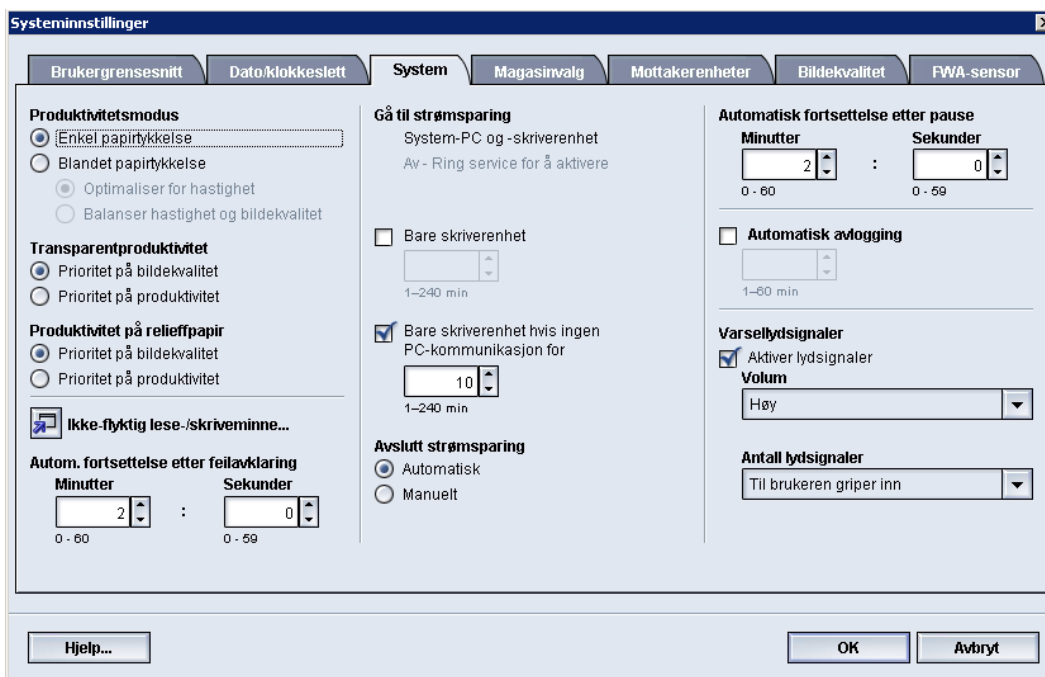 Systeminnstillinger
Brukergrensesnitt
Dato/klokkeslett
System
Magasinvalg
Mottakerenheter
Bildekvalitet
FWA-sensor
Produktivitetsmodus
Enkel papirtykkelse
Blandet papirtykkelse
Optimaliser for hastighet
Balanser hastighet og bildekvalitet
Transparentproduktivitet
Prioritet på bildekvalitet
Prioritet på produktivitet
Produktivitet på relieffpapir
Prioritet på bildekvalitet
Prioritet på produktivitet
Ikke-flyktig lese-/skriveminne...
Autom. fortsettelse etter feilavklaring
Minutter Sekunder
2 : 0
0 - 60 0 - 59
Gå til strømsparing
System-PC og -skriverenhet
Av - Ring service for å aktivere
Bare skriverenhet
1–240 min
Bare skriverenhet hvis ingen
PC-kommunikasjon for
10
1–240 min
Avslutt strømsparing
Automatisk
Manuelt
Automatisk fortsettelse etter pause
Minutter Sekunder
2 : 0
0 - 60 0 - 59
Automatisk avlogging
1–60 min
Varsellydsignaler
Aktiver lydsignaler
Volum
Høy
Antall lydsignaler
Til brukeren griper inn
Hjelp...
OK
Avbryt